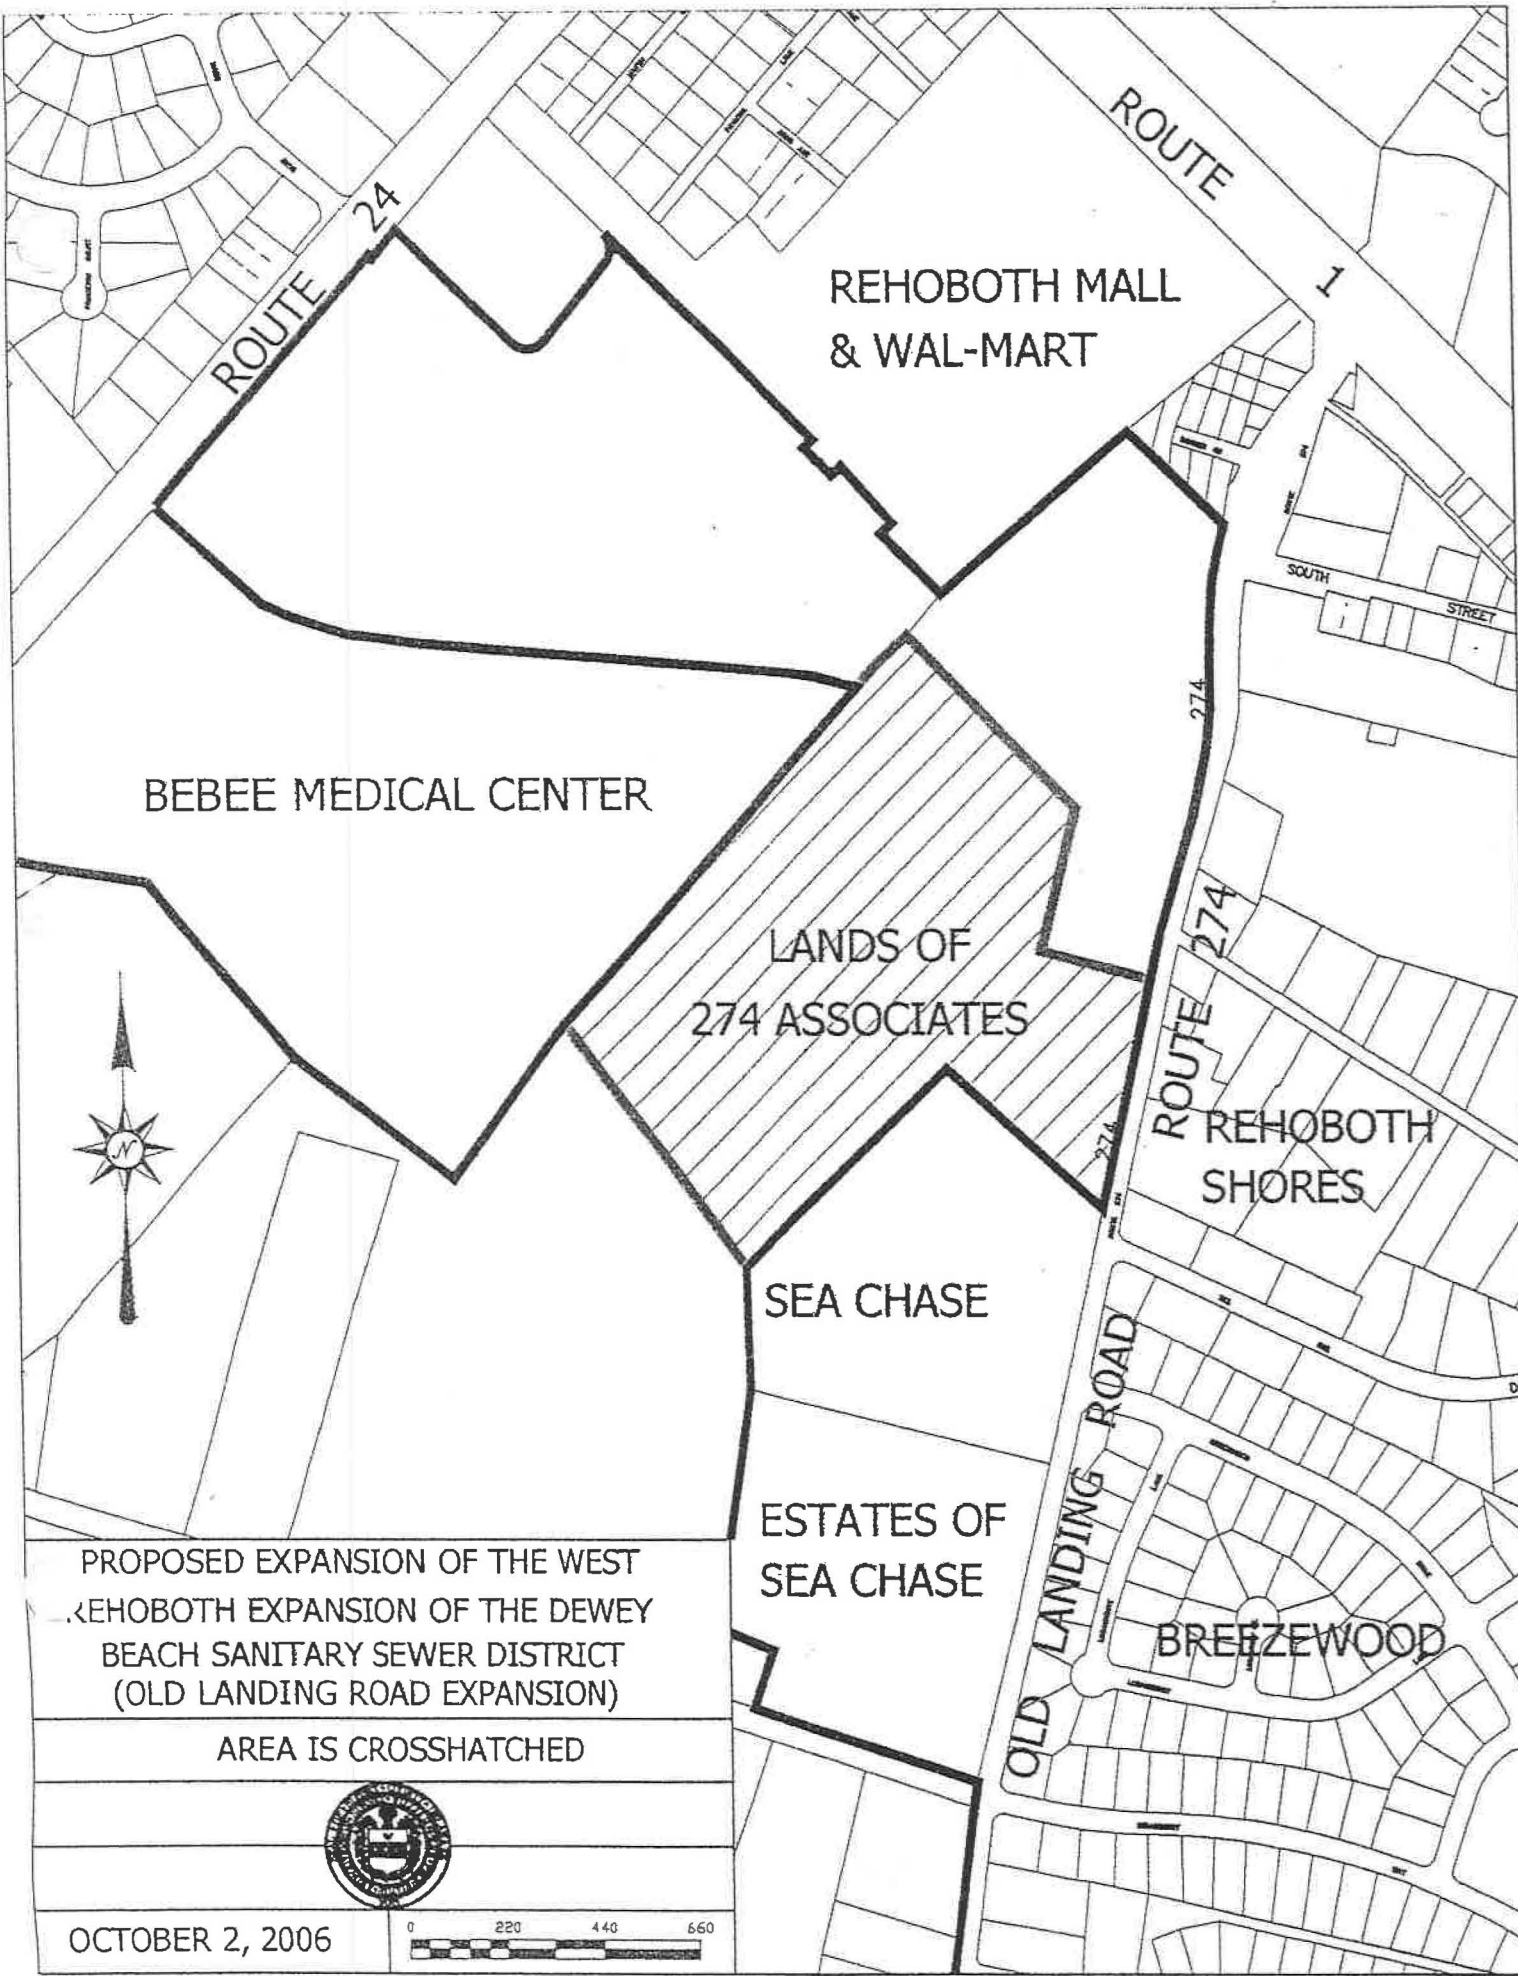 ROUTE
1
ROUTE
24
REHOBOTH MALL
& WAL-MART
SOUTH
STREET
274
BEBEE MEDICAL CENTER
ROUTE 274
LANDS OF
274 ASSOCIATES
274
REHOBOTH
SHORES
N
SEA CHASE
ESTATES OF
SEA CHASE
OLD LANDING ROAD
BREEZEWOOD
PROPOSED EXPANSION OF THE WEST
REHOBOTH EXPANSION OF THE DEWEY
BEACH SANITARY SEWER DISTRICT
(OLD LANDING ROAD EXPANSION)
AREA IS CROSSHATCHED
OCTOBER 2, 2006
0 220 440 660